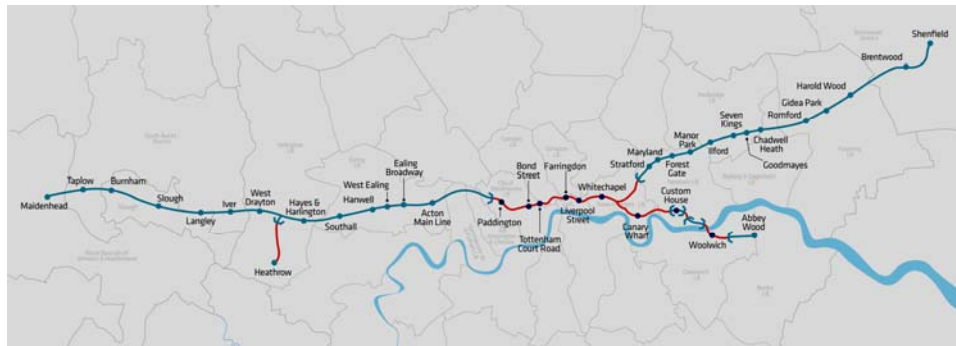 Shenfield
Brentwood
Harold Wood
Gidea Park
Romford
Chadwell
Heath
Goodmayes
Seven
Kings
Ilford
Manor
Park
Forest
Gate
Maryland
Stratford
Whitechapel
Liverpool
Street
Farringdon
Bond
Street
Tottenham
Court Road
Paddington
Custom
House
Canary
Wharf
Woolwich
Abbey
Wood
Acton
Main Line
Ealing
Broadway
West Ealing
Hanwell
Southall
Hayes &
Harlington
Heathrow
West
Drayton
Iver
Langley
Slough
Burnham
Taplow
Maidenhead